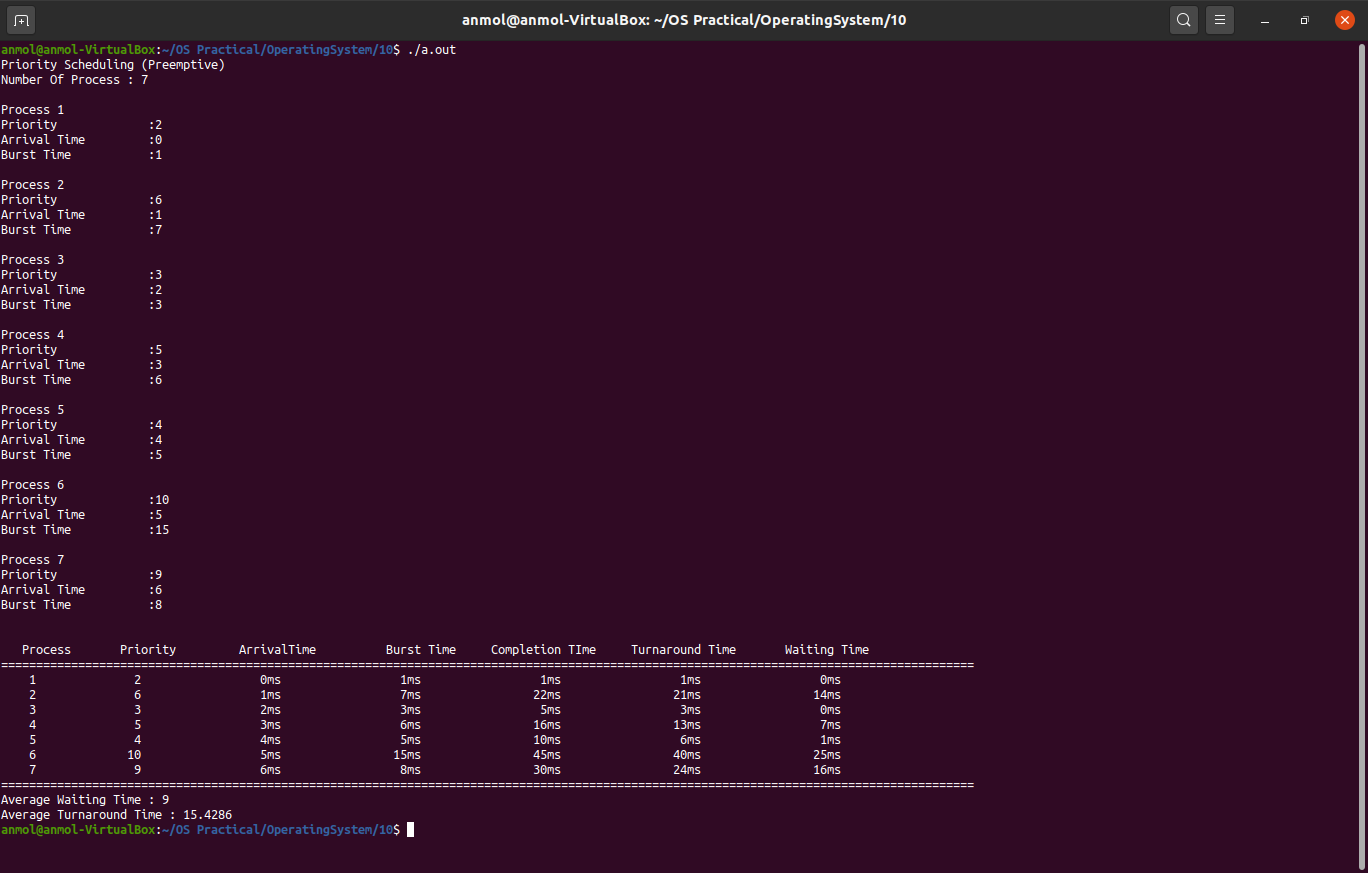 anmol@anmol-VirtualBox: ~/OS Practical/OperatingSystem/10
anmol@anmol-VirtualBox:~/OS Practical/OperatingSystem/10$ ./a.out
Priority Scheduling (Preemptive)
Number Of Process : 7
Process 1
Priority :2
Arrival Time :0
Burst Time :1
Process 2
Priority :6
Arrival Time :1
Burst Time :7
Process 3
Priority :3
Arrival Time :2
Burst Time :3
Process 4
Priority :5
Arrival Time :3
Burst Time :6
Process 5
Priority :4
Arrival Time :4
Burst Time :5
Process 6
Priority :10
Arrival Time :5
Burst Time :15
Process 7
Priority :9
Arrival Time :6
Burst Time :8
Process Priority ArrivalTime Burst Time Completion TIme Turnaround Time Waiting Time
===========================================================================================================================================
1 2 0ms 1ms 1ms 1ms 0ms
2 6 1ms 7ms 22ms 21ms 14ms
3 3 2ms 3ms 5ms 3ms 0ms
4 5 3ms 6ms 16ms 13ms 7ms
5 4 4ms 5ms 10ms 6ms 1ms
6 10 5ms 15ms 45ms 40ms 25ms
7 9 6ms 8ms 30ms 24ms 16ms
===========================================================================================================================================
Average Waiting Time : 9
Average Turnaround Time : 15.4286
anmol@anmol-VirtualBox:~/OS Practical/OperatingSystem/10$